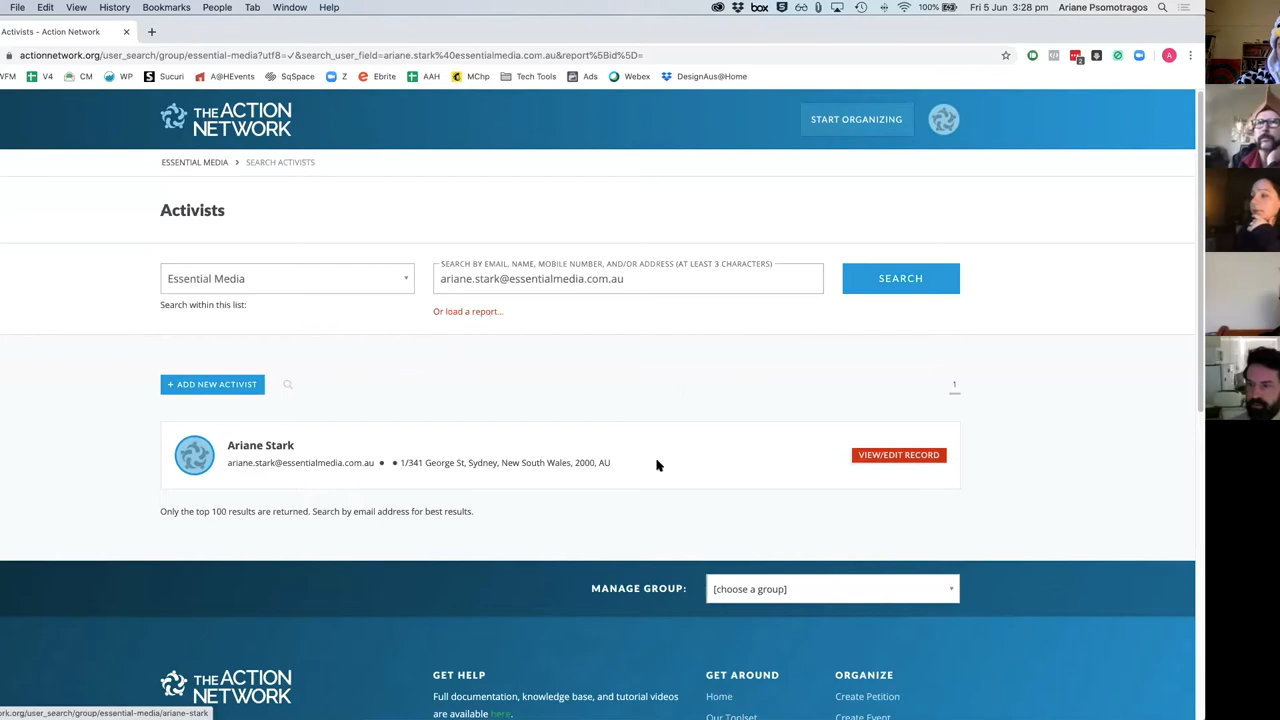 File Edit View History Bookmarks People Tab Window Help box 100% Fri 5 Jun 3:28 pm Ariane Psomotragos
Activists - Action Network
actionnetwork.org/user_search/group/essential-media?utf8=✓&search_user_field=ariane.stark%40essentialmedia.com.au&report%5Bid%5D=
WFM V4 CM WP Sucuri A@HEvents SqSpace Z Ebrite AAH MChp Tech Tools Ads Webex DesignAus@Home
THE ACTION NETWORK
START ORGANIZING
ESSENTIAL MEDIA > SEARCH ACTIVISTS
Activists
SEARCH BY EMAIL, NAME, MOBILE NUMBER, AND/OR ADDRESS (AT LEAST 3 CHARACTERS)
Essential Media ariane.stark@essentialmedia.com.au SEARCH
Search within this list:
Or load a report...
+ ADD NEW ACTIVIST 1
Ariane Stark
ariane.stark@essentialmedia.com.au ● ● 1/341 George St, Sydney, New South Wales, 2000, AU
VIEW/EDIT RECORD
Only the top 100 results are returned. Search by email address for best results.
MANAGE GROUP: [choose a group]
THE ACTION NETWORK
GET HELP GET AROUND ORGANIZE
Full documentation, knowledge base, and tutorial videos Home Create Petition
are available here. Our Toolset Create Event
ork.org/user_search/group/essential-media/ariane-stark